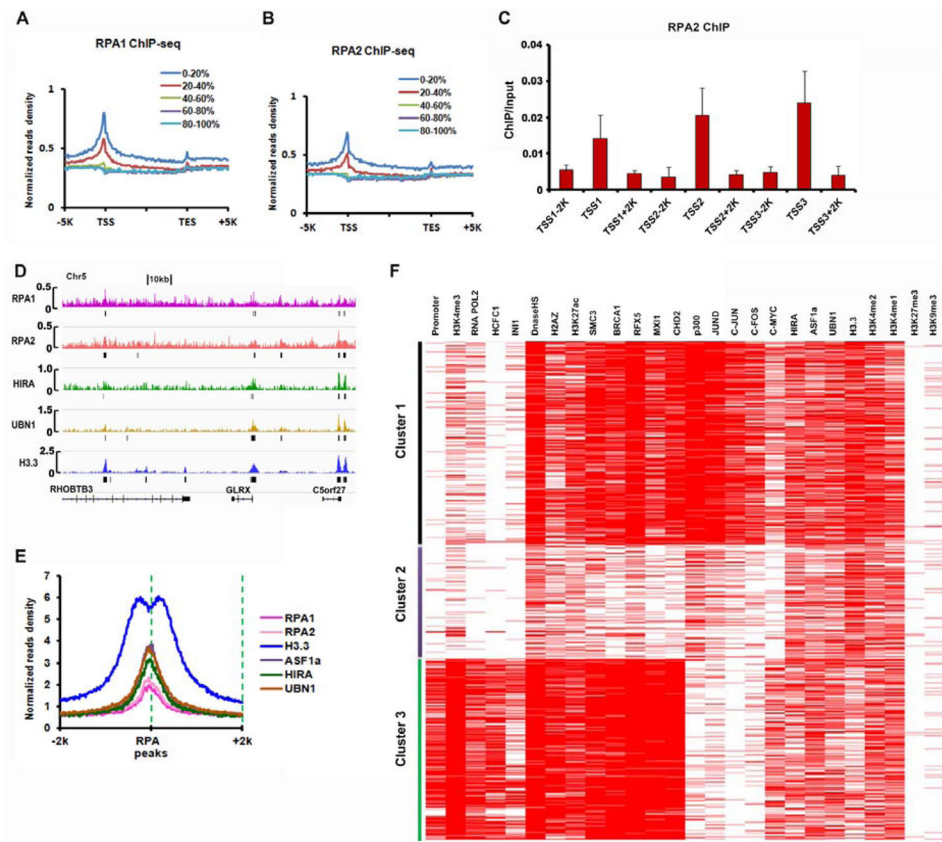 A
RPA1 ChIP-seq
0-20%
20-40%
40-60%
60-80%
80-100%
Normalized reads density
1
0.5
0
-5K TSS TES +5K
B
RPA2 ChIP-seq
0-20%
20-40%
40-60%
60-80%
80-100%
Normalized reads density
1
0.5
0
-5K TSS TES +5K
C
RPA2 ChIP
ChIP/Input
0.04
0.03
0.02
0.01
0
TSS1-2K
TSS1
TSS1+2K
TSS2-2K
TSS2
TSS2+2K
TSS3-2K
TSS3
TSS3+2K
D
Chr5 10kb
0.5
RPA1
0
0.5
RPA2
0
1.0
HIRA
0
1.5
UBN1
0
2.5
H3.3
0
RHOBTB3 GLRX C5orf27
E
Normalized reads density
7
6
5
4
3
2
1
0
-2k RPA +2k
peaks
RPA1
RPA2
H3.3
ASF1a
HIRA
UBN1
F
Promoter
H3K4me3
RNA POL2
HCFC1
INI1
DnaseHS
H2AZ
H3K27ac
SMC3
BRCA1
RFX5
MXI1
CHD2
p300
JUND
C-JUN
C-FOS
C-MYC
HIRA
ASF1a
UBN1
H3.3
H3K4me2
H3K4me1
H3K27me3
H3K9me3
Cluster 1
Cluster 2
Cluster 3